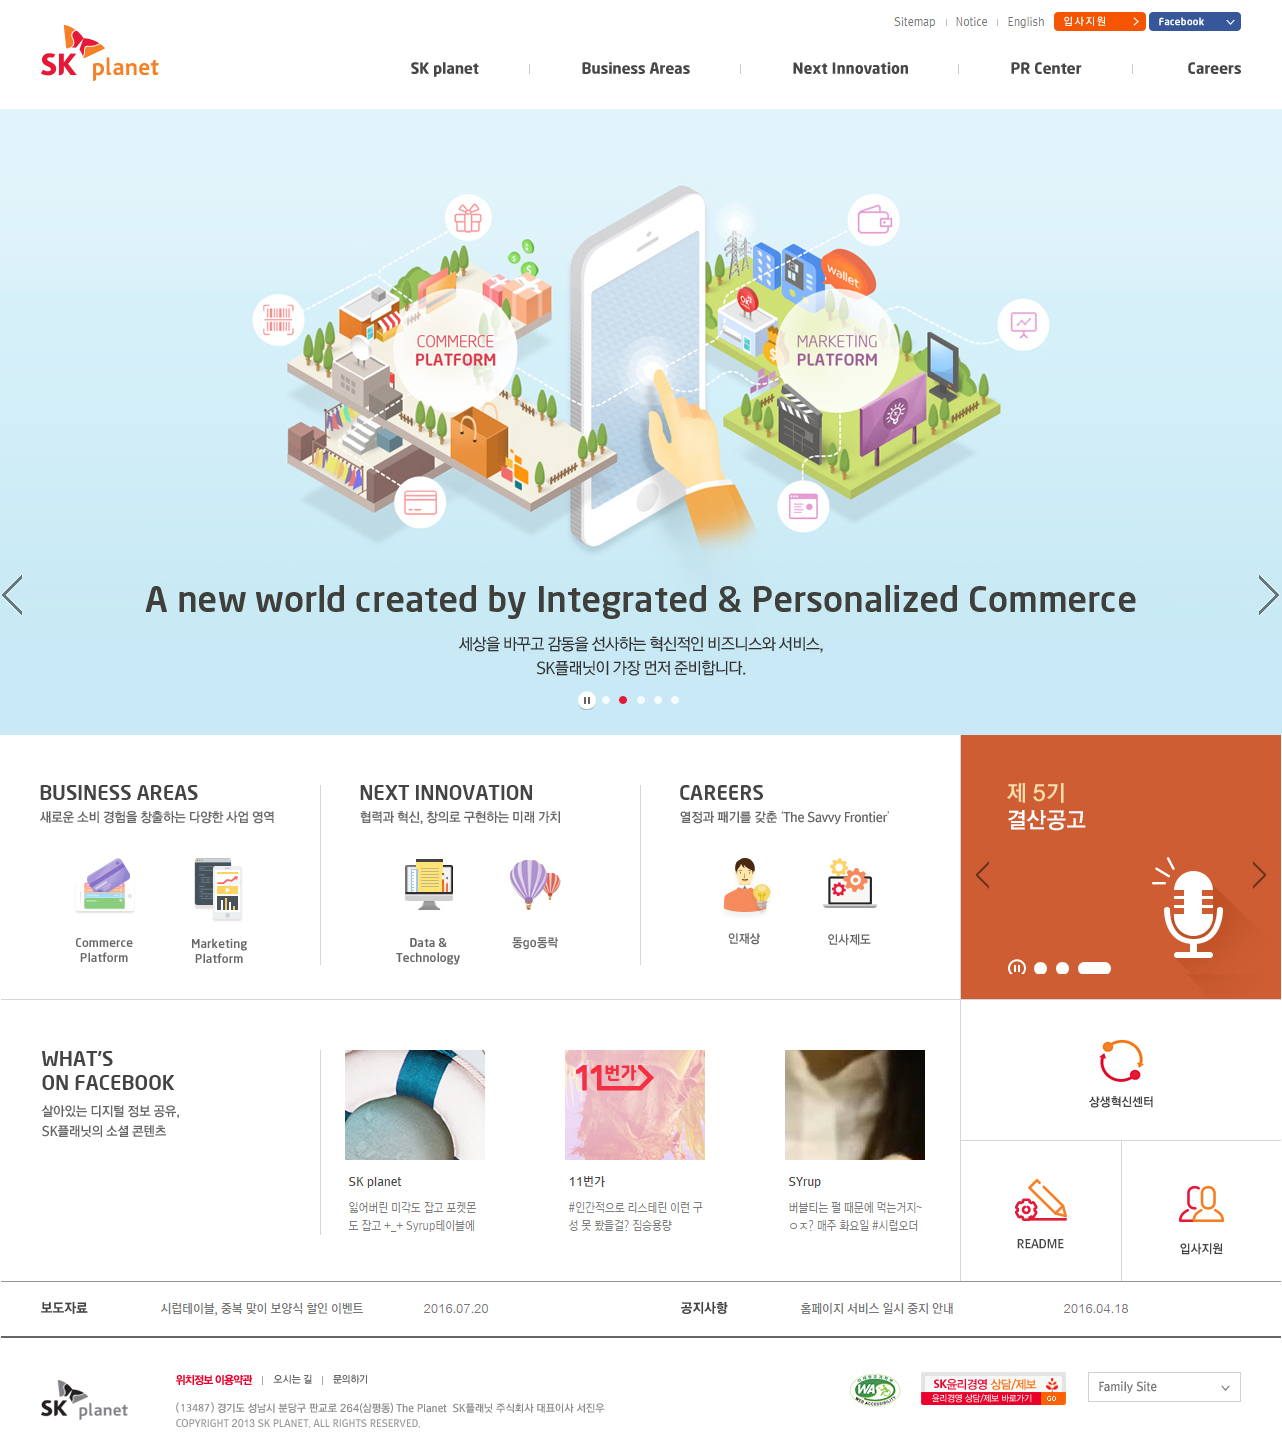 Sitemap
Notice
English
입사지원
Facebook
SK planet
SK planet
Business Areas
Next Innovation
PR Center
Careers
wallet
COMMERCE
PLATFORM
MARKETING
PLATFORM
A new world created by Integrated & Personalized Commerce
세상을 바꾸고 감동을 선사하는 혁신적인 비즈니스와 서비스,
SK플래닛이 가장 먼저 준비합니다.
BUSINESS AREAS
새로운 소비 경험을 창출하는 다양한 사업 영역
Commerce
Platform
Marketing
Platform
NEXT INNOVATION
협력과 혁신, 창의로 구현하는 미래 가치
Data &
Technology
동go동락
CAREERS
열정과 패기를 갖춘 'The Savvy Frontier'
인재상
인사제도
제 5기
결산공고
WHAT'S
ON FACEBOOK
살아있는 디지털 정보 공유,
SK플래닛의 소셜 콘텐츠
SK planet
잃어버린 미각도 잡고 포켓몬
도 잡고 +_+ Syrup테이블에
11번가
11번가
#인간적으로 리스테린 이런 구
성 못 봤을걸? 짐승용량
SYrup
버블티는 펄 때문에 먹는거지~
ㅇㅈ? 매주 화요일 #시럽오더
상생혁신센터
README
입사지원
보도자료
시럽테이블, 중복 맞이 보양식 할인 이벤트
2016.07.20
공지사항
홈페이지 서비스 일시 중지 안내
2016.04.18
SK planet
위치정보 이용약관
오시는 길
문의하기
(13487) 경기도 성남시 분당구 판교로 264(삼평동) The Planet SK플래닛 주식회사 대표이사 서진우
COPYRIGHT 2013 SK PLANET, ALL RIGHTS RESERVED.
WA
WEB ACCESSIBILITY
SK윤리경영 상담/제보
윤리경영 상담/제보 바로가기 GO
Family Site